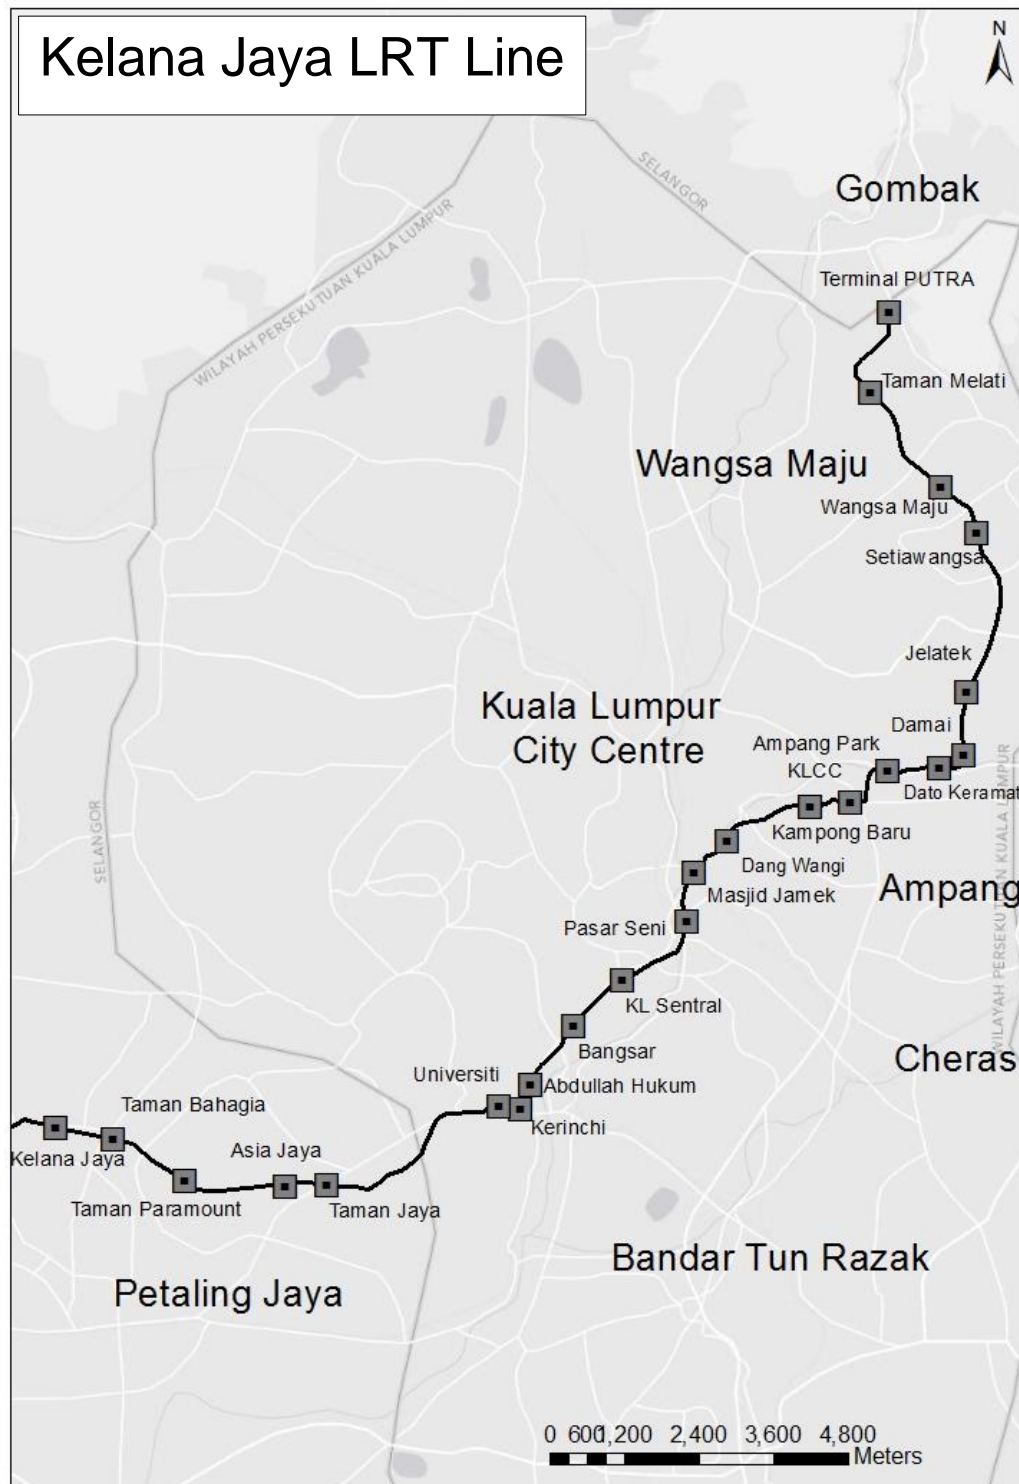 Kelana Jaya LRT Line
N
SELANGOR
Gombak
WILAYAH PERSEKUTUAN KUALA LUMPUR
Terminal PUTRA
Taman Melati
Wangsa Maju
Wangsa Maju
Setiawangsa
Jelatek
Kuala Lumpur
City Centre
Damai
Ampang Park
KLCC
Dato Keramat
WILAYAH PERSEKUTUAN KUALA LUMPUR
Kampong Baru
SELANGOR
Dang Wangi
Masjid Jamek
Ampang
Pasar Seni
KL Sentral
Bangsar
Cheras
Universiti
Abdullah Hukum
Taman Bahagia
Kerinchi
Kelana Jaya
Asia Jaya
Taman Paramount
Taman Jaya
Bandar Tun Razak
Petaling Jaya
0 600 1,200 2,400 3,600 4,800
Meters